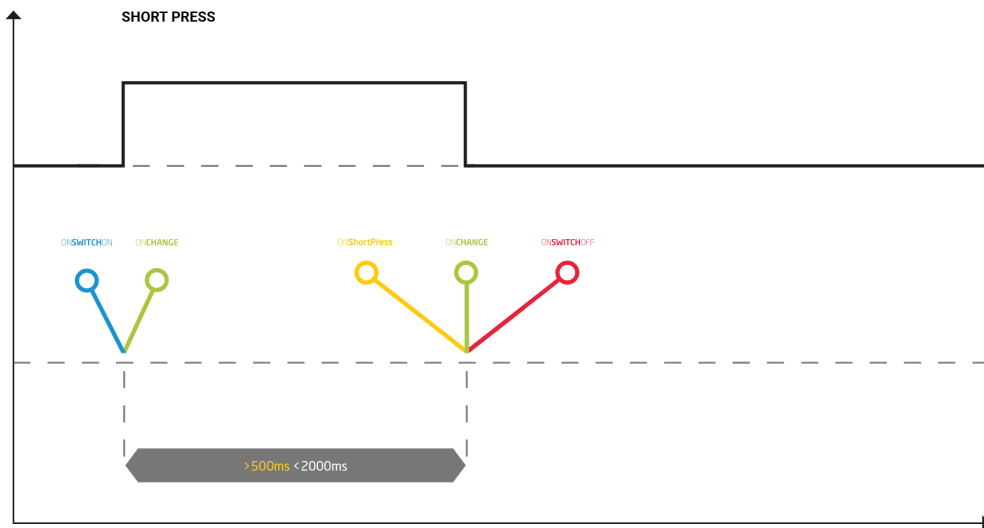 SHORT PRESS
ONSWITCHON ONCHANGE ONShortPress ONCHANGE ONSWITCHOFF
>500ms <2000ms